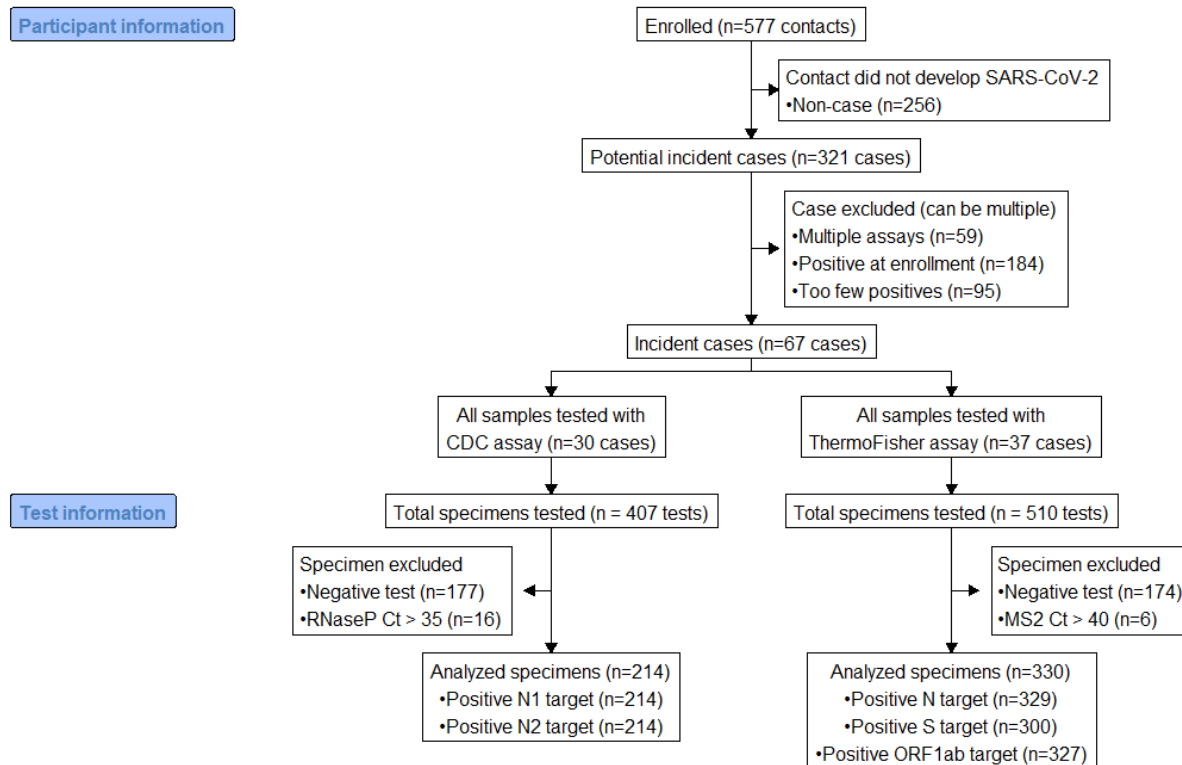 Participant information
Enrolled (n=577 contacts)
Contact did not develop SARS-CoV-2
•Non-case (n=256)
Potential incident cases (n=321 cases)
Case excluded (can be multiple)
•Multiple assays (n=59)
•Positive at enrollment (n=184)
•Too few positives (n=95)
Incident cases (n=67 cases)
All samples tested with
CDC assay (n=30 cases)
All samples tested with
ThermoFisher assay (n=37 cases)
Test information
Total specimens tested (n = 407 tests)
Total specimens tested (n = 510 tests)
Specimen excluded
•Negative test (n=177)
•RNaseP Ct > 35 (n=16)
Specimen excluded
•Negative test (n=174)
•MS2 Ct > 40 (n=6)
Analyzed specimens (n=214)
•Positive N1 target (n=214)
•Positive N2 target (n=214)
Analyzed specimens (n=330)
•Positive N target (n=329)
•Positive S target (n=300)
•Positive ORF1ab target (n=327)